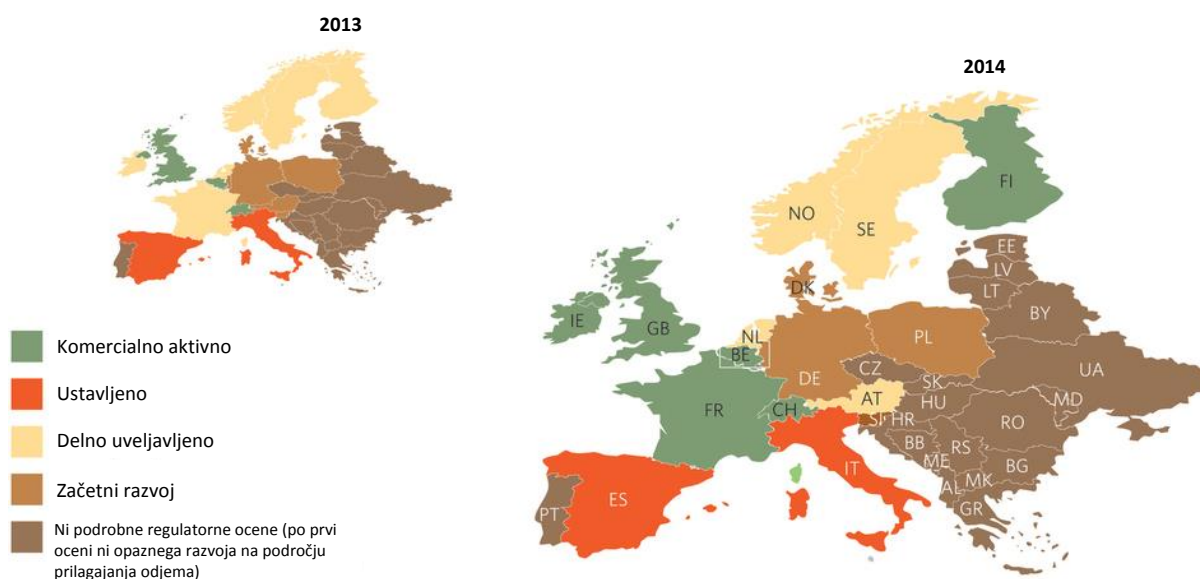 2013
2014
Komercialno aktivno
Ustavljeno
Delno uveljavljeno
Začetni razvoj
Ni podrobne regulatorne ocene (po prvi
oceni ni opaznega razvoja na področju
prilagajanja odjema)
FI
NO
SE
EE
LV
LT
DK
BY
IE
GB
NL
PL
BE
DE
CZ
UA
SK
AT
FR
CH
HU
MD
SI
HR
RO
BB
RS
IT
ME
BG
MK
AL
ES
PT
GR